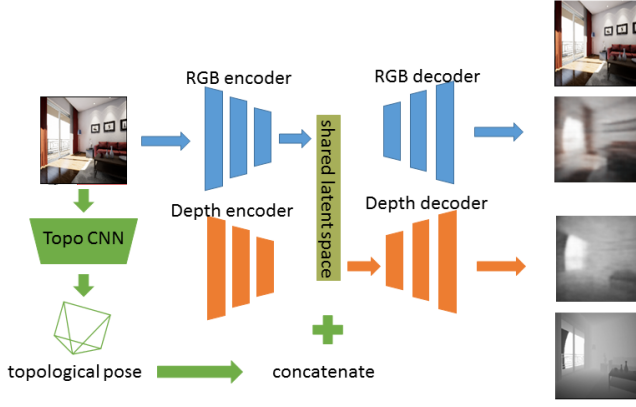 RGB encoder
RGB decoder
shared latent space
Depth encoder
Depth decoder
Topo CNN
topological pose
concatenate